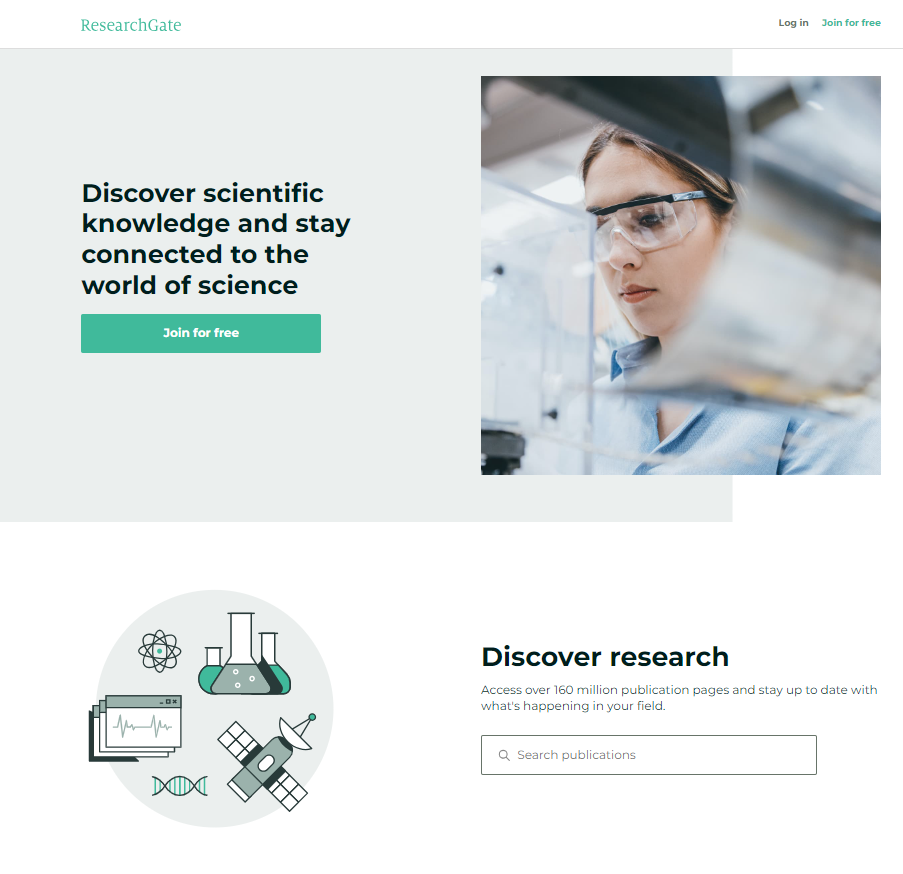 ResearchGate
Log in
Join for free
Discover scientific
knowledge and stay
connected to the
world of science
Join for free
Discover research
Access over 160 million publication pages and stay up to date with
what's happening in your field.
Search publications